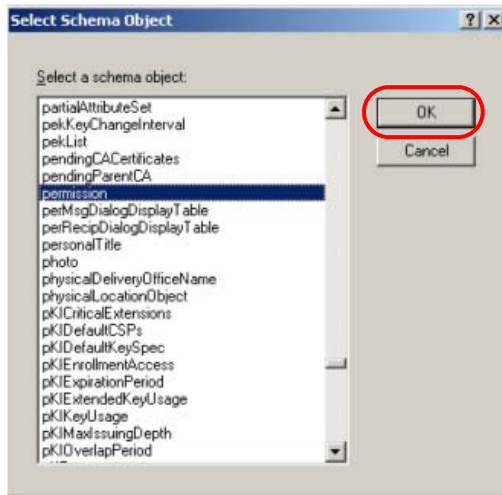 Select Schema Object
Select a schema object:
partialAttributeSet
pekKeyChangeInterval
pekList
pendingCACertificates
pendingParentCA
permission
perMsgDialogDisplayTable
perRecipDialogDisplayTable
personalTitle
photo
physicalDeliveryOfficeName
physicalLocationObject
pKICriticalExtensions
pKIDefaultCSPs
pKIDefaultKeySpec
pKIEnrollmentAccess
pKIExpirationPeriod
pKIExtendedKeyUsage
pKIKeyUsage
pKIMaxIssuingDepth
pKIOverlapPeriod
OK
Cancel